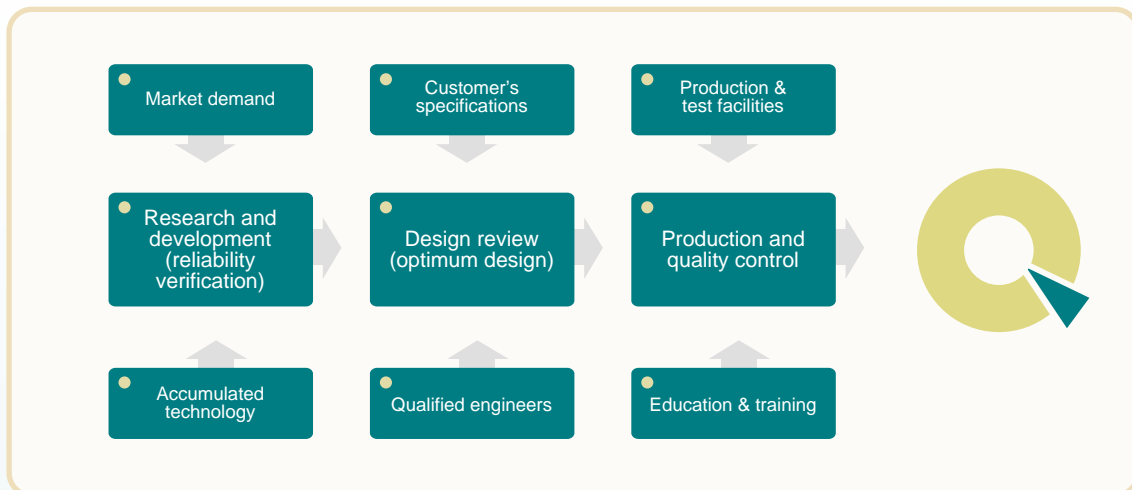 Market demand
Customer’s
specifications
Production &
test facilities
Research and
development
(reliability
verification)
Design review
(optimum design)
Production and
quality control
Accumulated
technology
Qualified engineers
Education & training